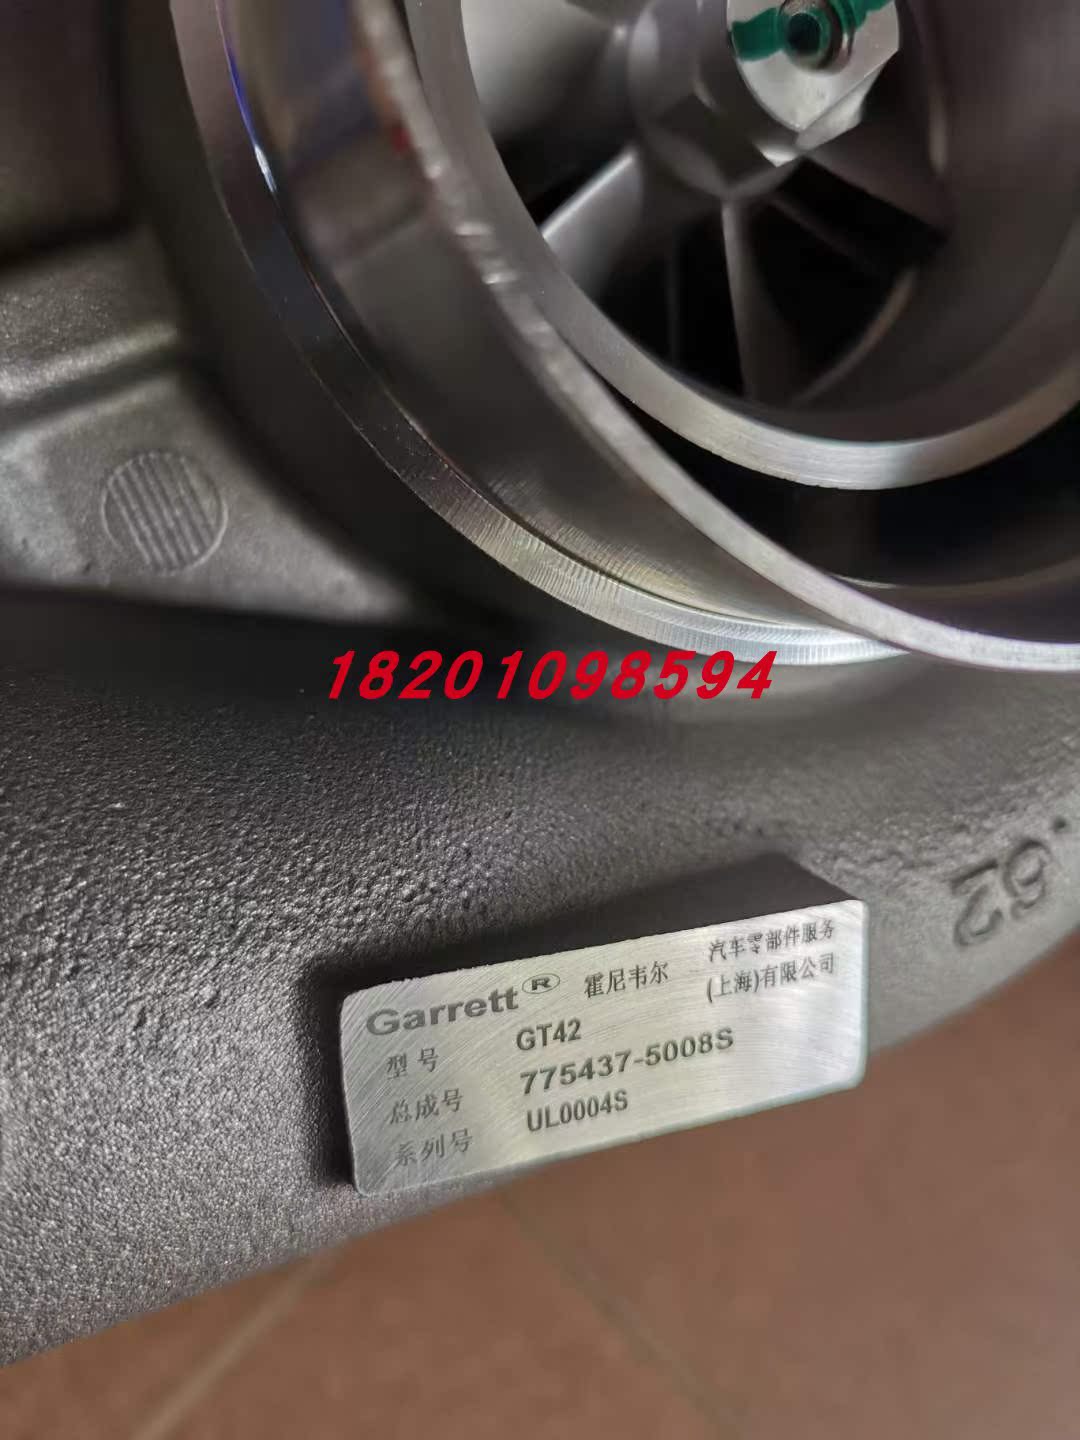 18201098594
.62
Garrett® 霍尼韦尔 汽车零部件服务
(上海)有限公司
型号 GT42
总成号 775437-5008S
系列号 UL0004S